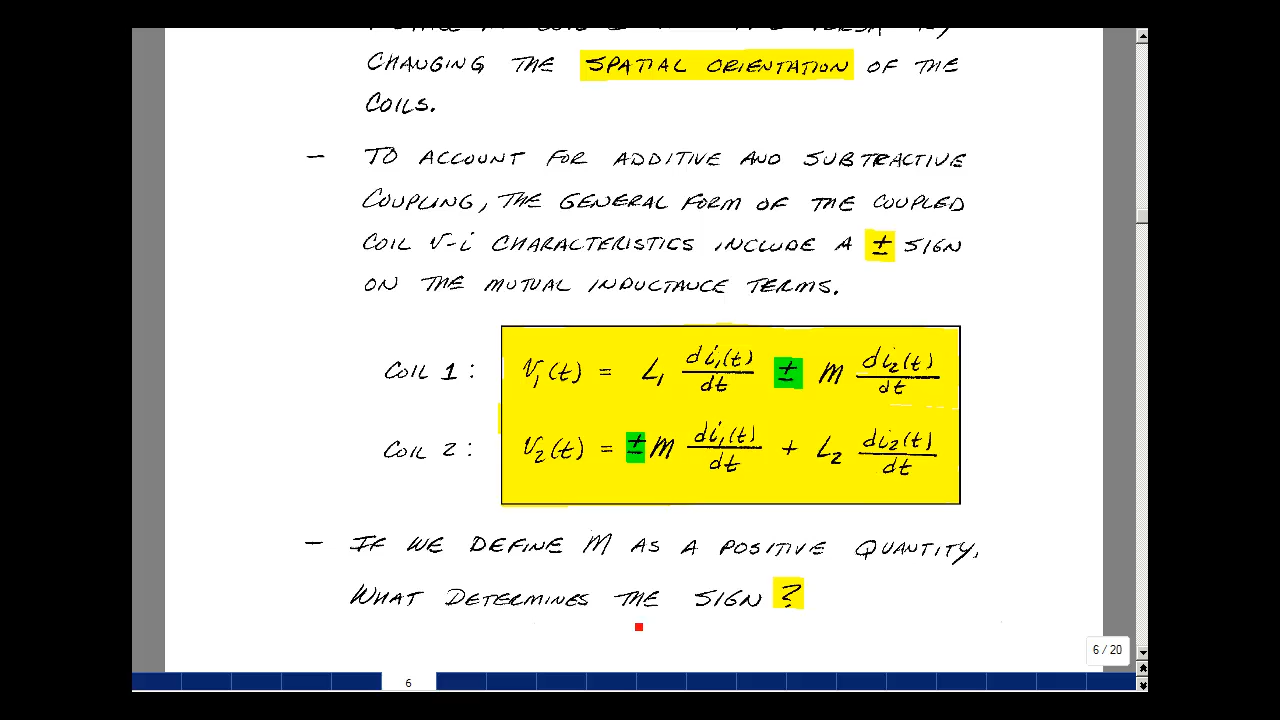 CHANGING THE SPATIAL ORIENTATION OF THE
COILS.
— TO ACCOUNT FOR ADDITIVE AND SUBTRACTIVE
COUPLING, THE GENERAL FORM OF THE COUPLED
COIL v-i CHARACTERISTICS INCLUDE A ± SIGN
ON THE MUTUAL INDUCTANCE TERMS.
COIL 1: v₁(t) = L₁ di₁(t)/dt ± M di₂(t)/dt
COIL 2: v₂(t) = ± M di₁(t)/dt + L₂ di₂(t)/dt
— IF WE DEFINE M AS A POSITIVE QUANTITY,
WHAT DETERMINES THE SIGN ?
6 / 20
6